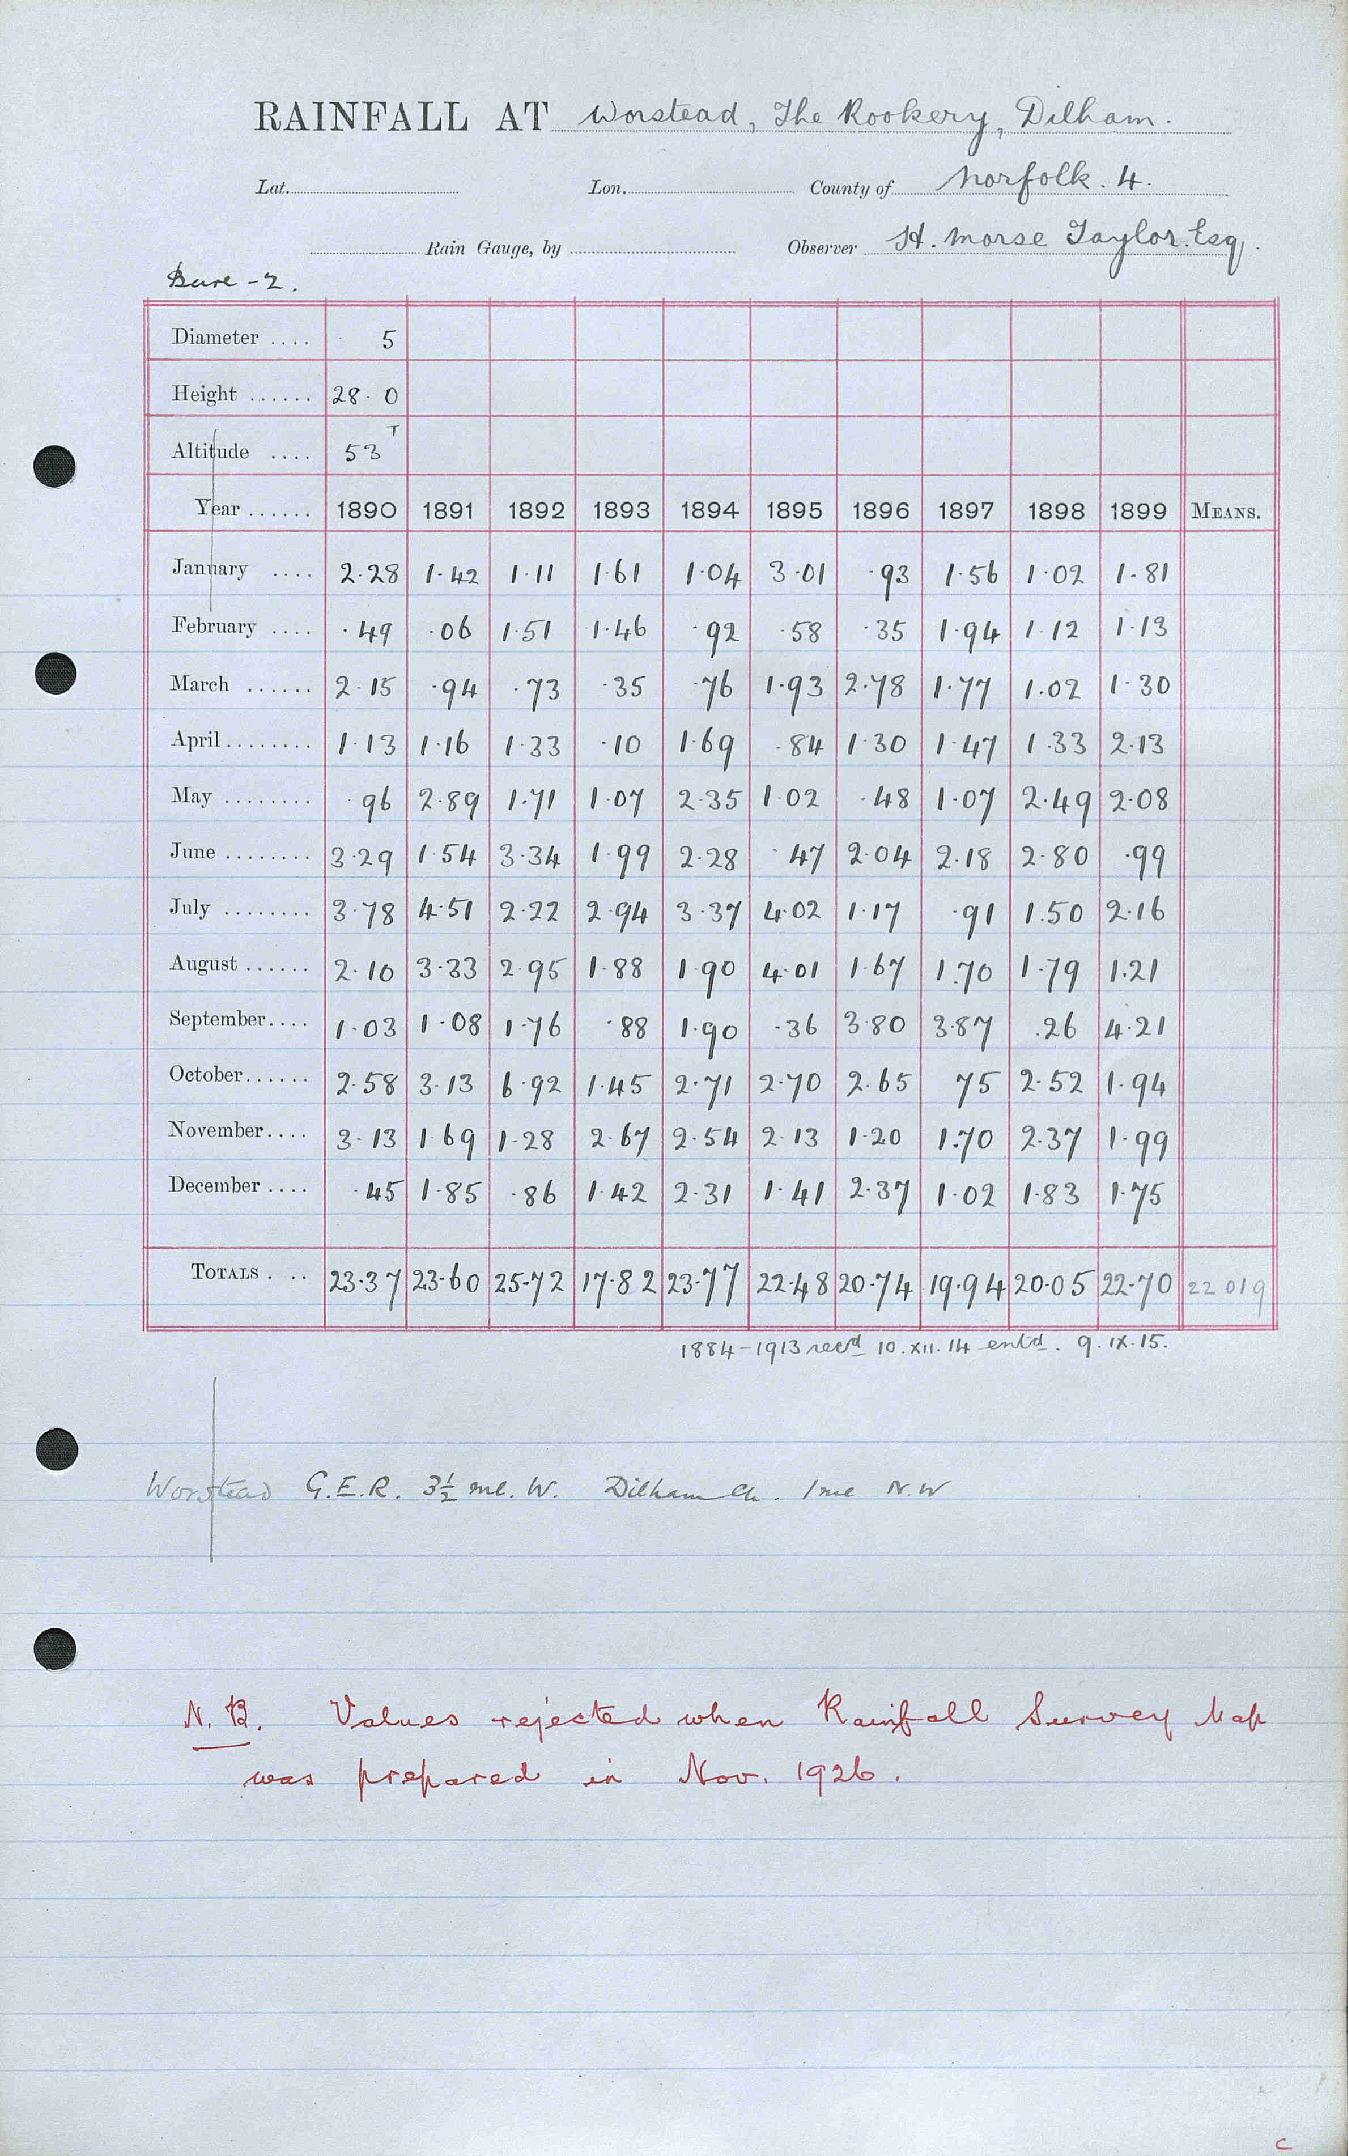 RAINFALL AT Worstead, The Rookery, Dilham.
Lat. Lon. County of Norfolk. 4.
Rain Gauge, by Observer H. Morse Taylor. Esq.
Bure - 2.
Diameter .... 5
Height ...... 28. 0
Altitude .... 53 T
Year ...... 1890 1891 1892 1893 1894 1895 1896 1897 1898 1899 MEANS.
January .... 2.28 1.42 1.11 1.61 1.04 3.01 .93 1.56 1.02 1.81
February .... .49 .06 1.51 1.46 .92 .58 .35 1.94 1.12 1.13
March ...... 2.15 .94 .73 .35 .76 1.93 2.78 1.77 1.02 1.30
April ........ 1.13 1.16 1.33 .10 1.69 .84 1.30 1.47 1.33 2.13
May ........ .96 2.89 1.71 1.07 2.35 1.02 .48 1.07 2.49 2.08
June ........ 3.29 1.54 3.34 1.99 2.28 .47 2.04 2.18 2.80 .99
July ........ 3.78 4.51 2.22 2.94 3.37 4.02 1.17 .91 1.50 2.16
August ...... 2.10 3.33 2.95 1.88 1.90 4.01 1.67 1.70 1.79 1.21
September .... 1.03 1.08 1.76 .88 1.90 .36 3.80 3.87 .26 4.21
October ...... 2.58 3.13 6.92 1.45 2.71 2.70 2.65 75 2.52 1.94
November .... 3.13 1 69 1.28 2.67 2.54 2.13 1.20 1.70 2.37 1.99
December .... .45 1.85 .86 1.42 2.31 1.41 2.37 1.02 1.83 1.75
TOTALS . .. 23.37 23.60 25.72 17.82 23.77 22.48 20.74 19.94 20.05 22.70 22 019
1884-1913 recd 10.XII.14 entd. 9.IX.15.
Worstead G.E.R. 3½ ml. W. Dilham Ch. 1 ml N.W
N.B. Values rejected when Rainfall Survey Map
was prepared in Nov. 1926.
c